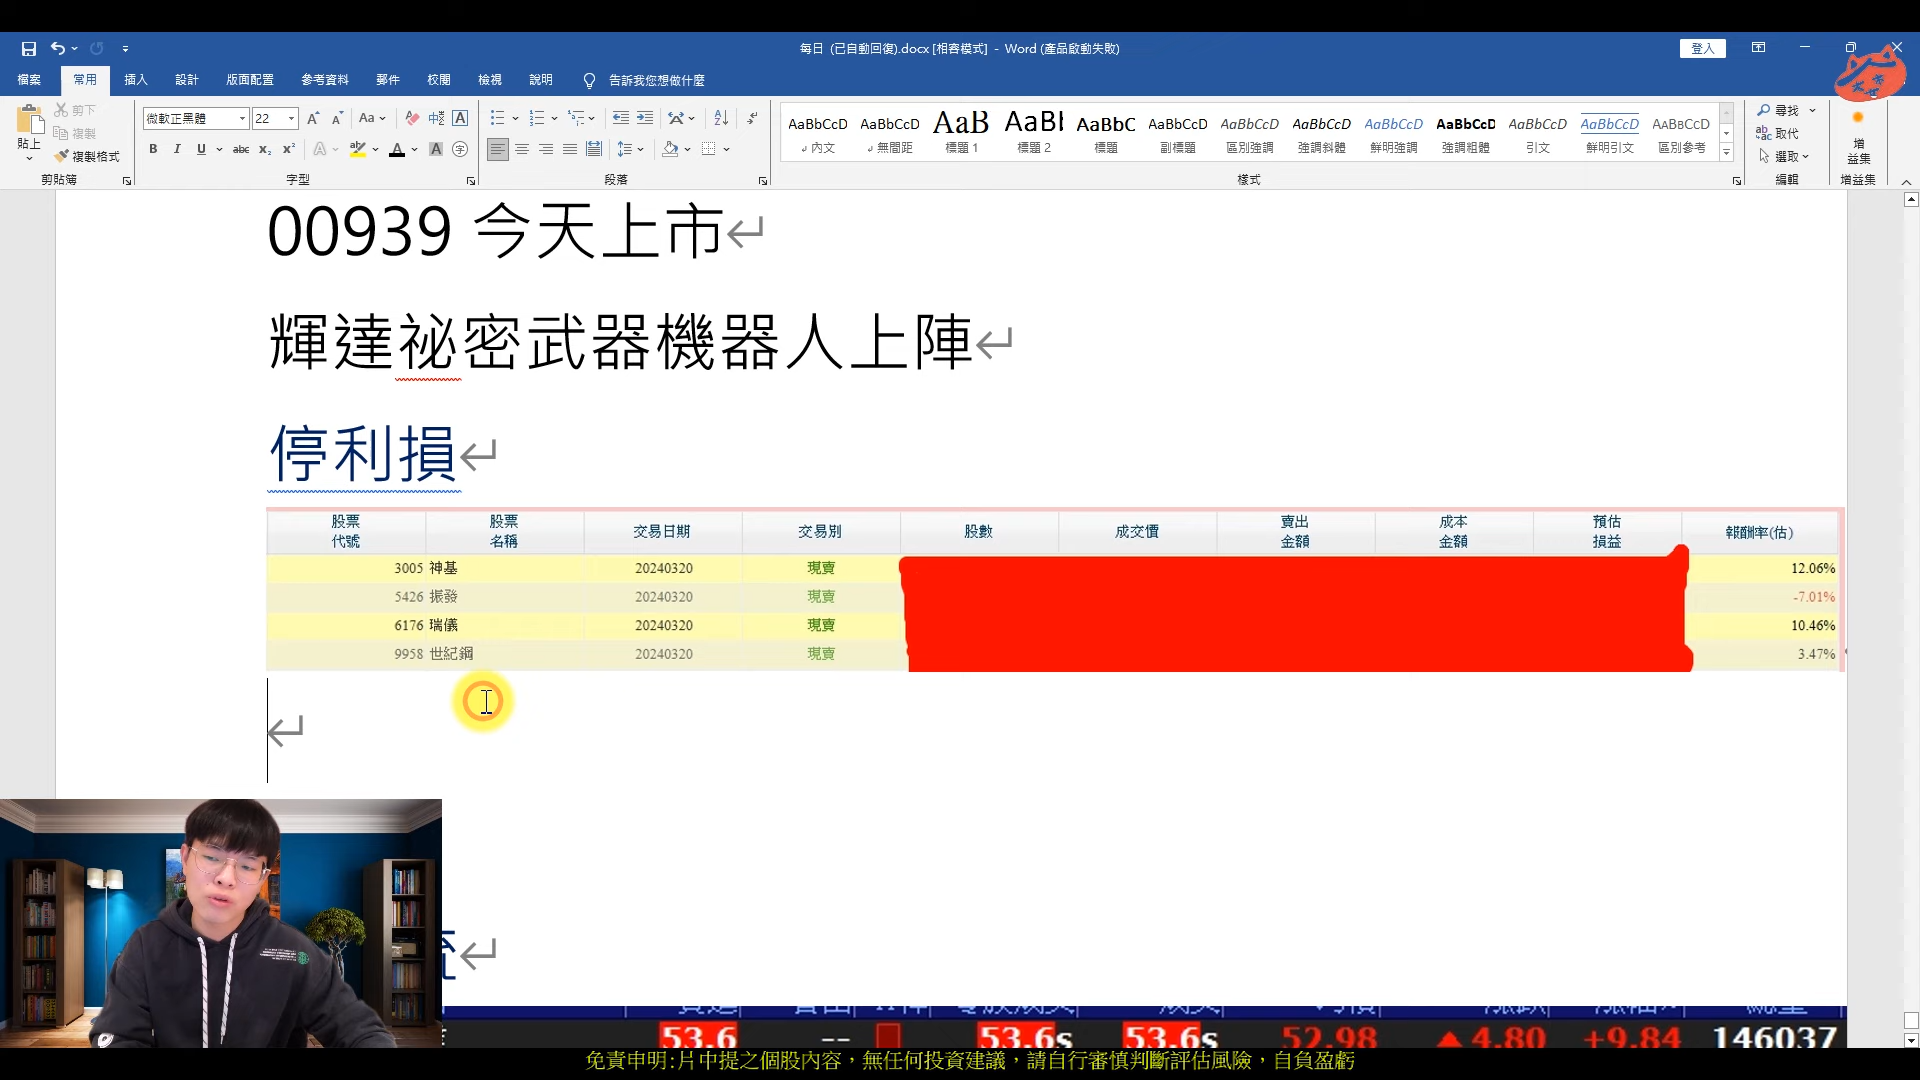 每日 (已自動回復).docx [相容模式] - Word (產品啟動失敗)
登入
檔案 常用 插入 設計 版面配置 參考資料 郵件 校閱 檢視 說明 告訴我您想做什麼
貼上 剪下 複製 複製格式
微軟正黑體 22
AaBbCcD AaBbCcD AaB AaBl AaBbC AaBbCcD AaBbCcD AaBbCcD AaBbCcD AaBbCcD AaBbCcD AaBbCcD AaBbCcD
內文 無間距 標題 1 標題 2 標題 副標題 區別強調 強調斜體 鮮明強調 強調粗體 引文 鮮明引文 區別參考
尋找
取代
選取
增益集
剪貼簿 字型 段落 樣式 編輯 增益集
00939 今天上市
輝達祕密武器機器人上陣
停利損
股票代號 股票名稱 交易日期 交易別 股數 成交價 賣出金額 成本金額 預估損益 報酬率(估)
3005 神基 20240320 現賣 12.06%
5426 振發 20240320 現賣 -7.01%
6176 瑞儀 20240320 現賣 10.46%
9958 世紀鋼 20240320 現賣 3.47%
53.6 -- 53.6s 53.6s 52.98 ▲ 4.80 +9.84 146037
免責申明:片中提之個股內容，無任何投資建議，請自行審慎判斷評估風險，自負盈虧